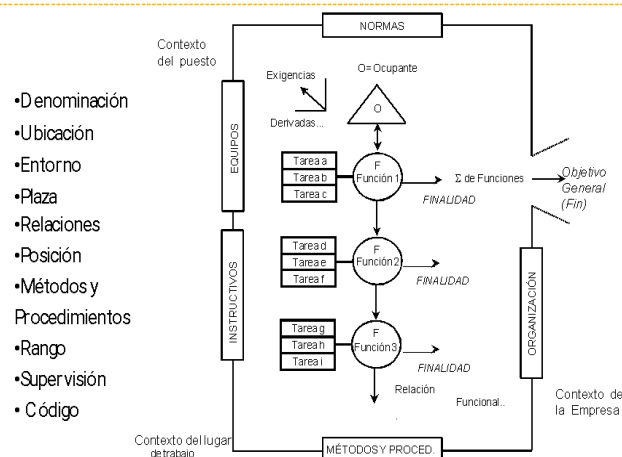 NORMAS
Contexto
del puesto
•Denominación
•Ubicación
•Entorno
•Plaza
•Relaciones
•Posición
•Métodos y
Procedimientos
•Rango
•Supervisión
• Código
EQUIPOS
INSTRUCTIVOS
Exigencias
Derivadas...
O= Ocupante
O
F
Función 1
Tarea a
Tarea b
Tarea c
FINALIDAD
Σ de Funciones
Objetivo
General
(Fin)
F
Función 2
Tarea d
Tarea e
Tarea f
FINALIDAD
F
Función 3
Tarea g
Tarea h
Tarea i
FINALIDAD
Relación
Funcional..
ORGANIZACIÓN
Contexto de
la Empresa
Contexto del lugar
de trabajo
MÉTODOS Y PROCED.